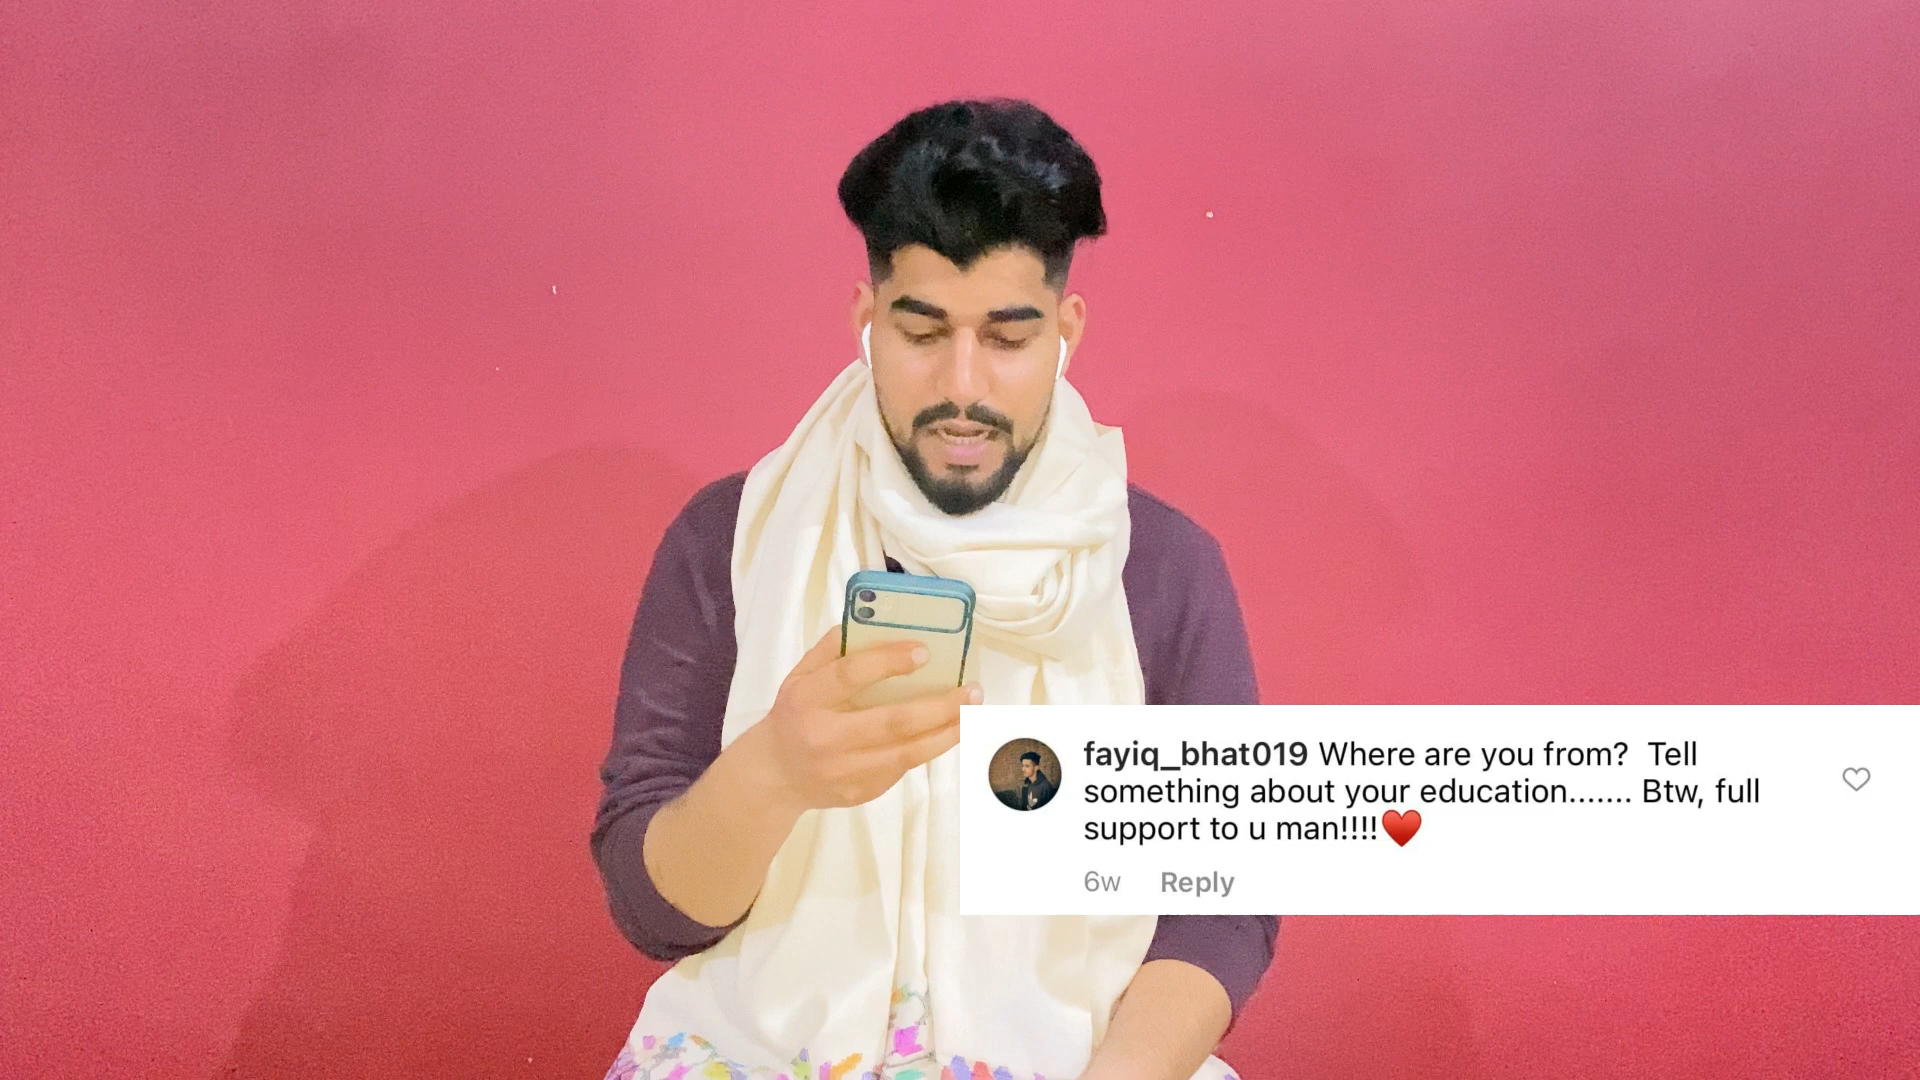 fayiq_bhat019 Where are you from?  Tell
something about your education....... Btw, full
support to u man!!!!❤️
6w Reply